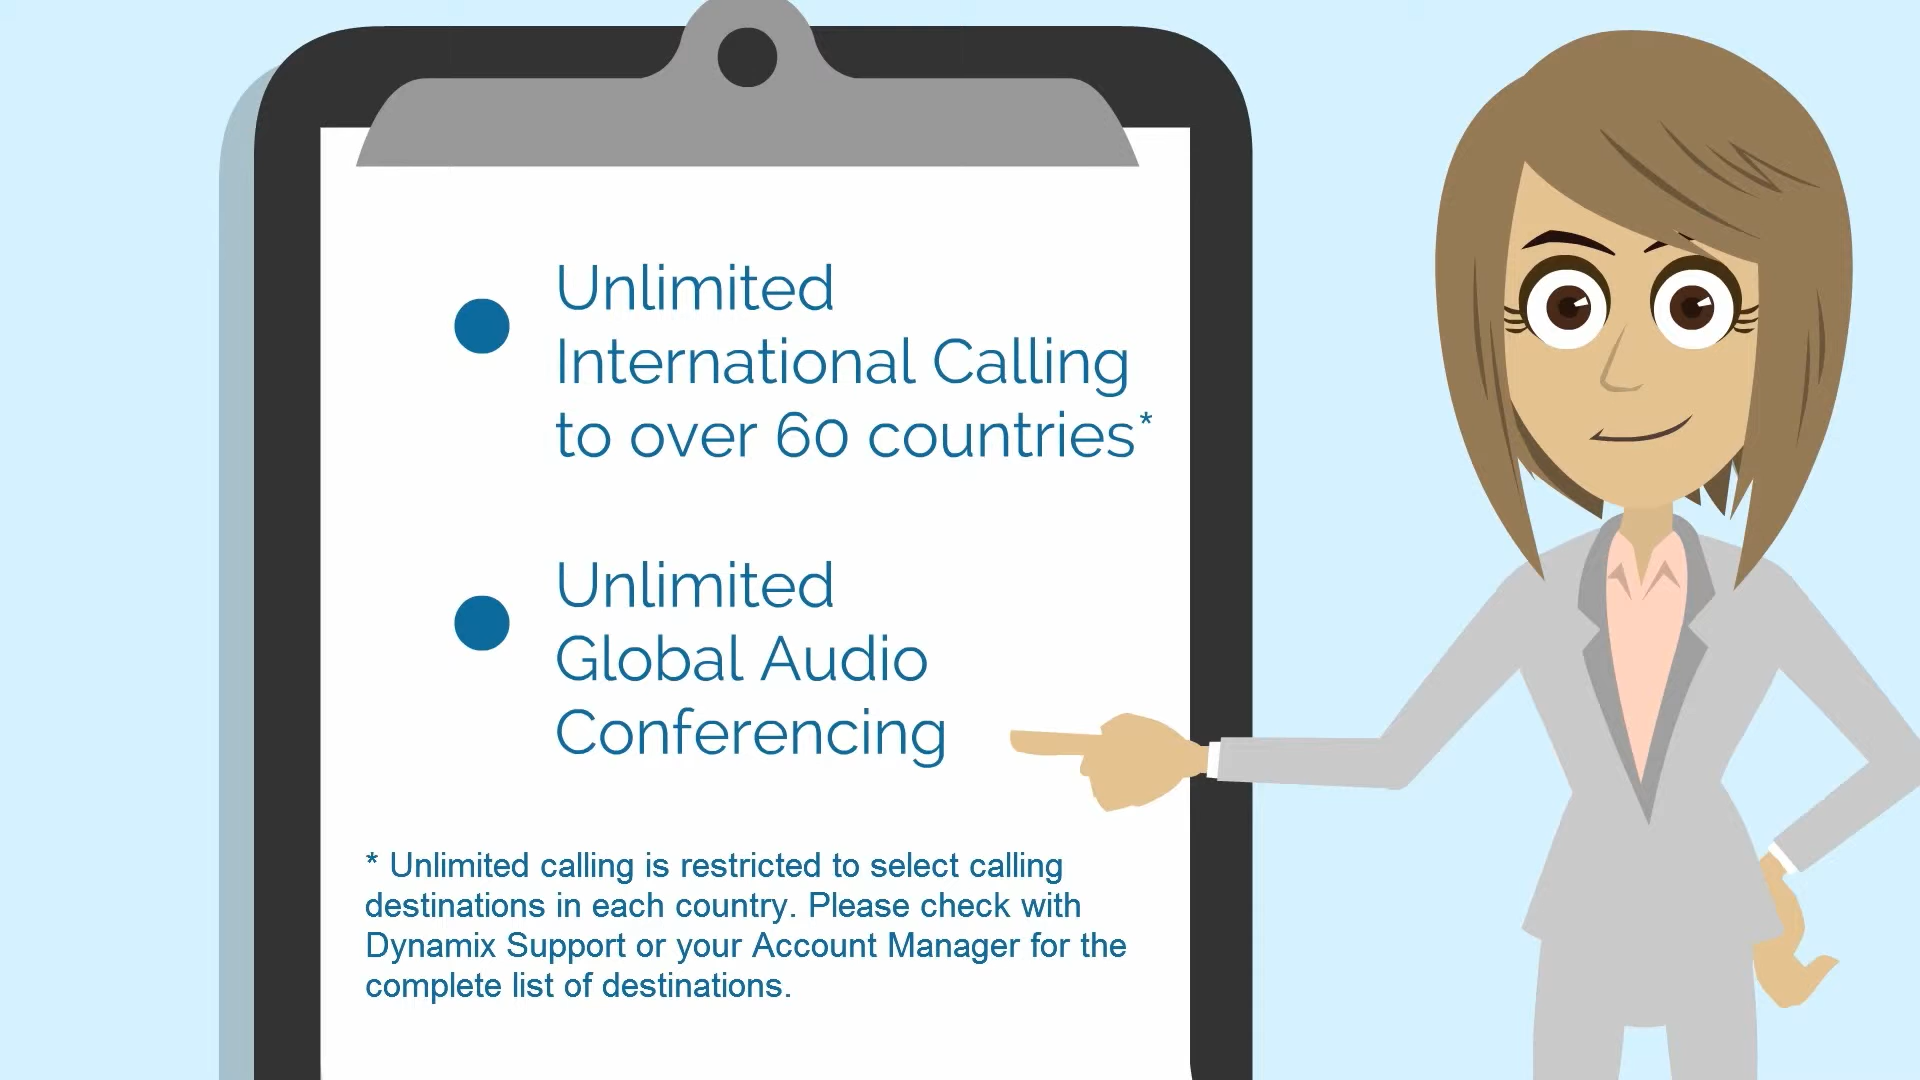 Unlimited
International Calling
to over 60 countries*
Unlimited
Global Audio
Conferencing
* Unlimited calling is restricted to select calling
destinations in each country. Please check with
Dynamix Support or your Account Manager for the
complete list of destinations.